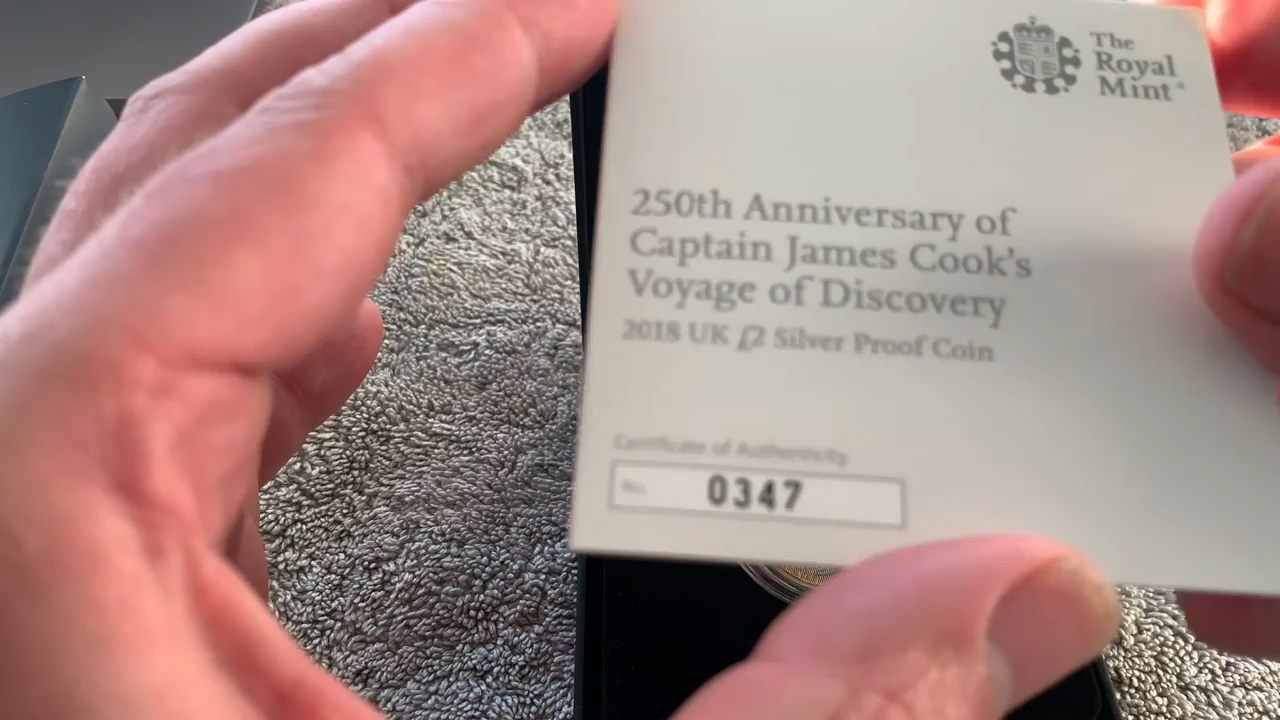 The
Royal
Mint®
250th Anniversary of
Captain James Cook's
Voyage of Discovery
2018 UK £2 Silver Proof Coin
Certificate of Authenticity
No. 0347